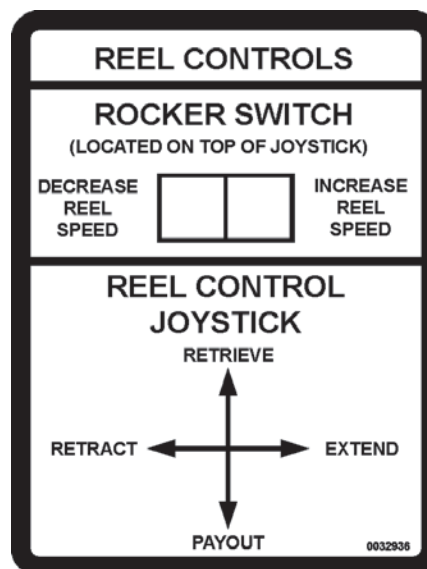 REEL CONTROLS
ROCKER SWITCH
(LOCATED ON TOP OF JOYSTICK)
DECREASE
REEL
SPEED
INCREASE
REEL
SPEED
REEL CONTROL
JOYSTICK
RETRIEVE
RETRACT
EXTEND
PAYOUT
0032936